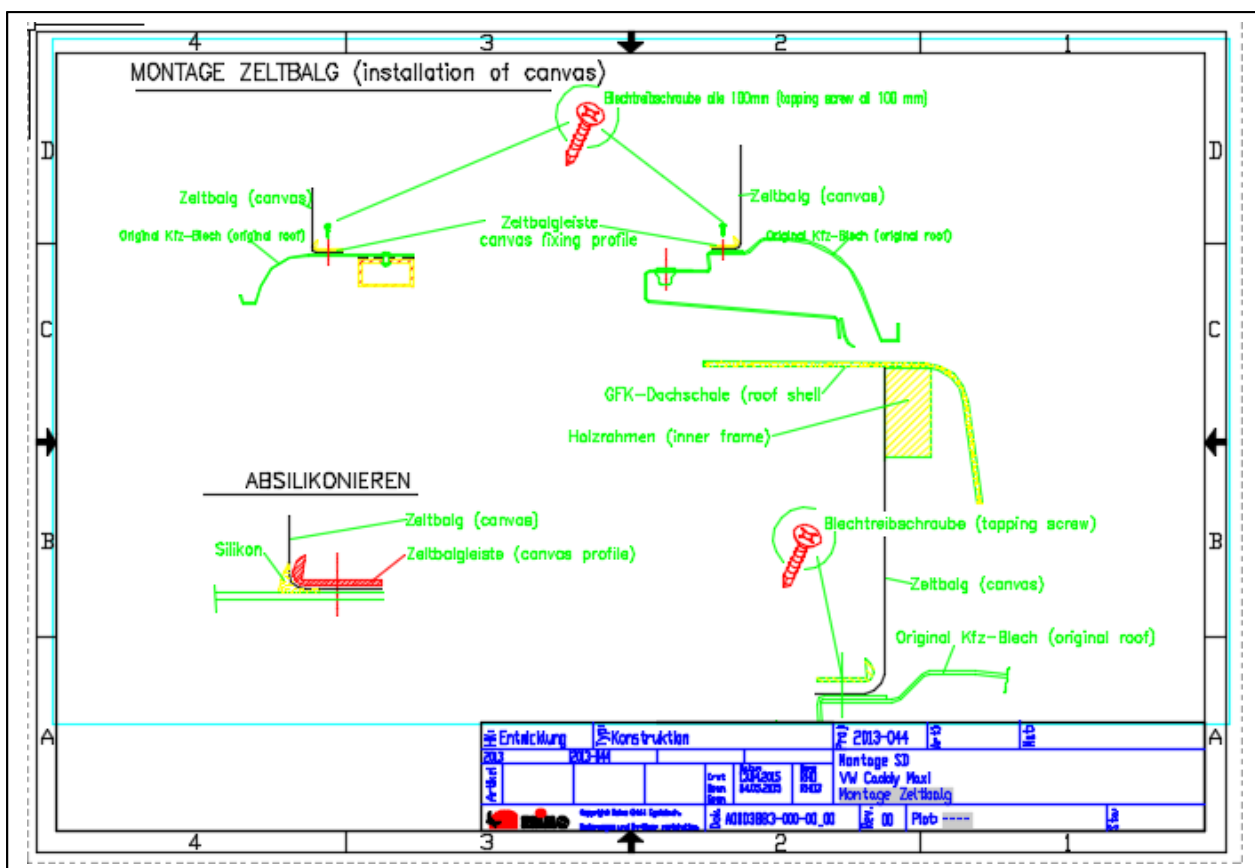 4 3 2 1
MONTAGE ZELTBALG (installation of canvas)
Blechtreibschraube alle 100mm (tapping screw all 100 mm)
D D
Zeltbalg (canvas)
Zeltbalg (canvas)
Original Kfz-Blech (original roof)
Zeltbalgleiste
canvas fixing profile
Original Kfz-Blech (original roof)
C C
GFK-Dachschale (roof shell
Holzrahmen (inner frame)
ABSILIKONIEREN
Zeltbalg (canvas)
Silikon
Zeltbalgleiste (canvas profile)
Blechtreibschraube (tapping screw)
B B
Zeltbalg (canvas)
Original Kfz-Blech (original roof)
A A
Entwicklung Typ: Konstruktion 2013-044
2013 2013-044
Montage SD
VW Caddy Maxi
Montage Zeltbalg
Rev. 00 Plot: ----
4 3 2 1